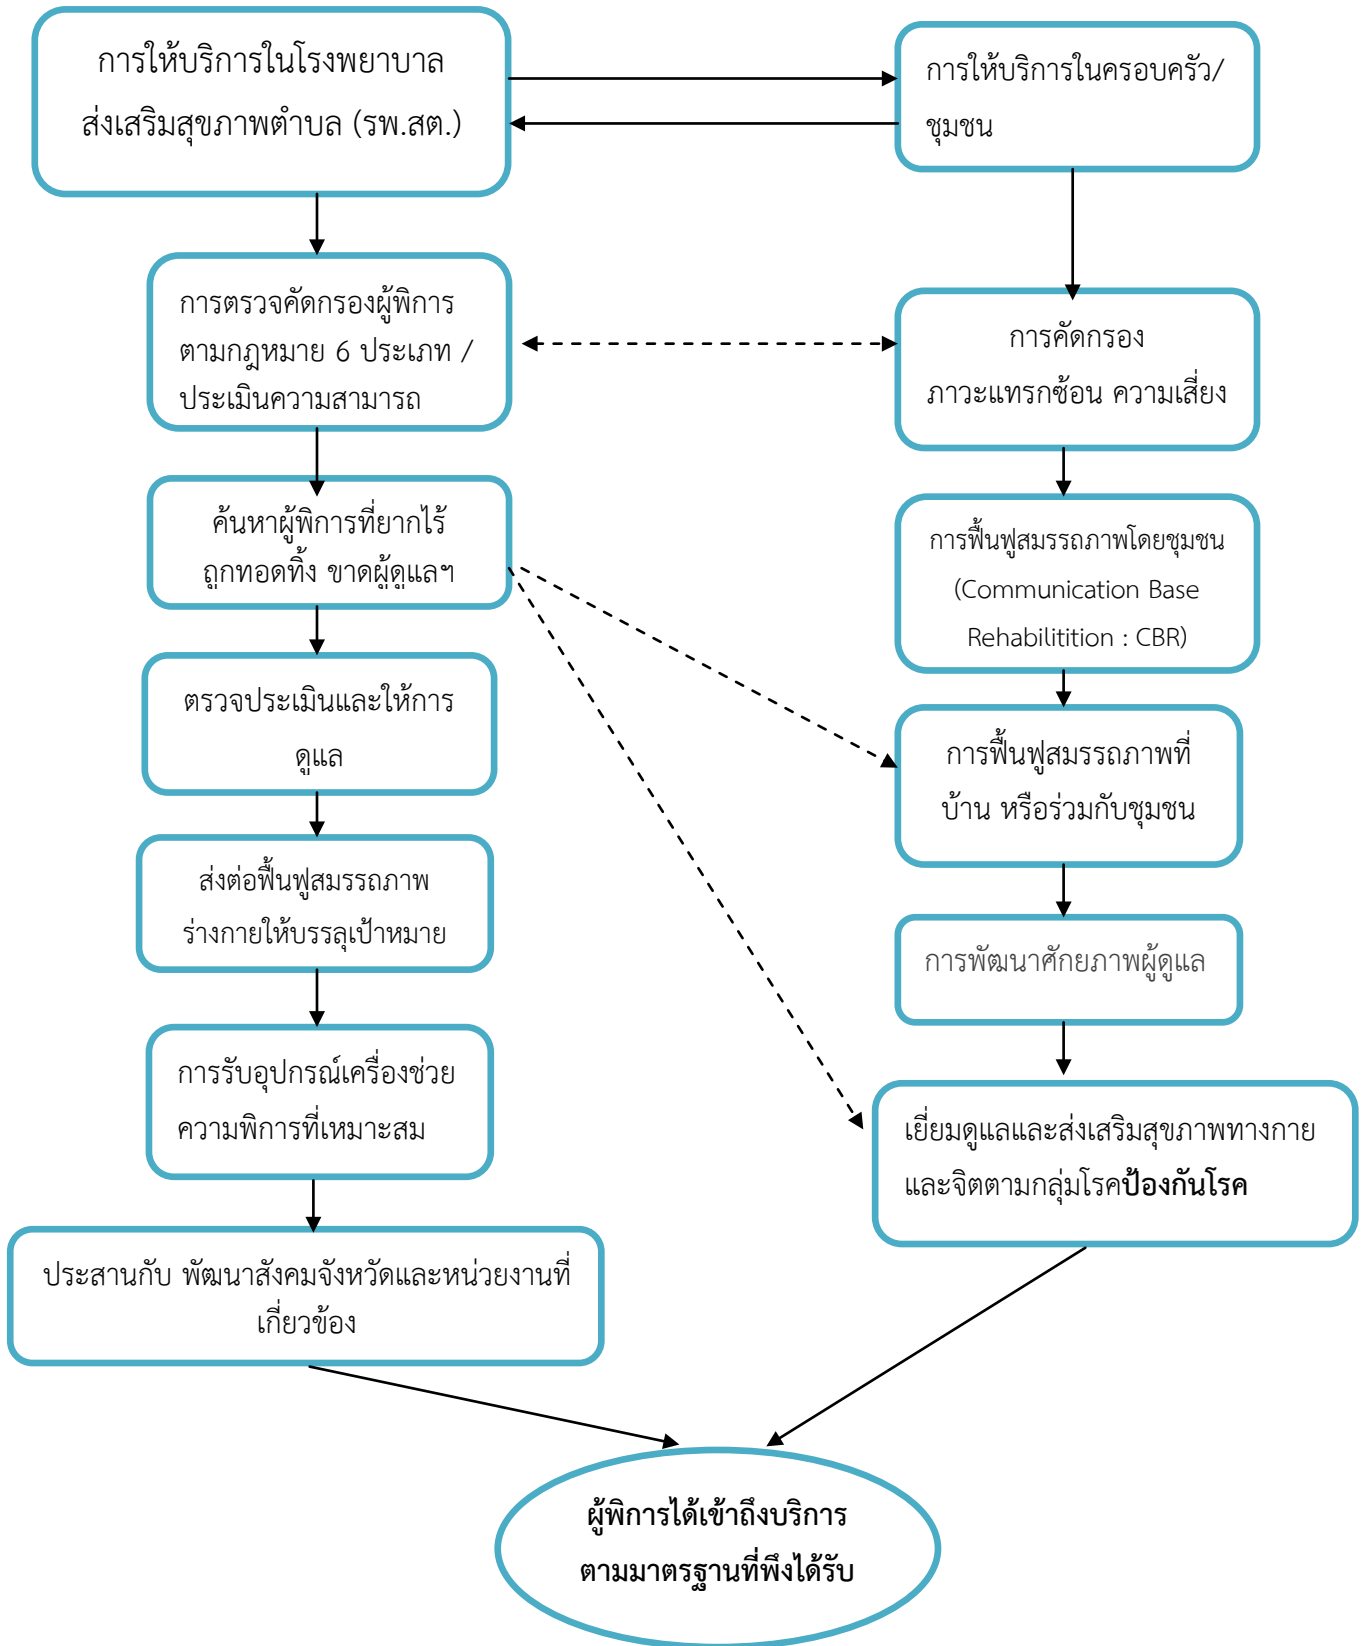 การให้บริการในโรงพยาบาล
ส่งเสริมสุขภาพตำบล (รพ.สต.)
การให้บริการในครอบครัว/
ชุมชน
การตรวจคัดกรองผู้พิการ
ตามกฎหมาย 6 ประเภท /
ประเมินความสามารถ
การคัดกรอง
ภาวะแทรกซ้อน ความเสี่ยง
ค้นหาผู้พิการที่ยากไร้
ถูกทอดทิ้ง ขาดผู้ดูแลฯ
การฟื้นฟูสมรรถภาพโดยชุมชน
(Communication Base
Rehabilitition : CBR)
ตรวจประเมินและให้การ
ดูแล
การฟื้นฟูสมรรถภาพที่
บ้าน หรือร่วมกับชุมชน
ส่งต่อฟื้นฟูสมรรถภาพ
ร่างกายให้บรรลุเป้าหมาย
การพัฒนาศักยภาพผู้ดูแล
การรับอุปกรณ์เครื่องช่วย
ความพิการที่เหมาะสม
เยี่ยมดูแลและส่งเสริมสุขภาพทางกาย
และจิตตามกลุ่มโรคป้องกันโรค
ประสานกับ พัฒนาสังคมจังหวัดและหน่วยงานที่
เกี่ยวข้อง
ผู้พิการได้เข้าถึงบริการ
ตามมาตรฐานที่พึงได้รับ